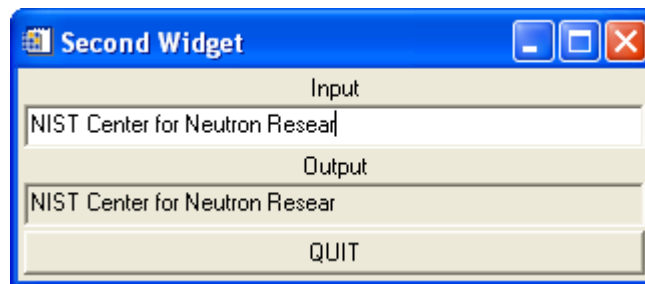 Second Widget
Input
NIST Center for Neutron Resear
Output
NIST Center for Neutron Resear
QUIT